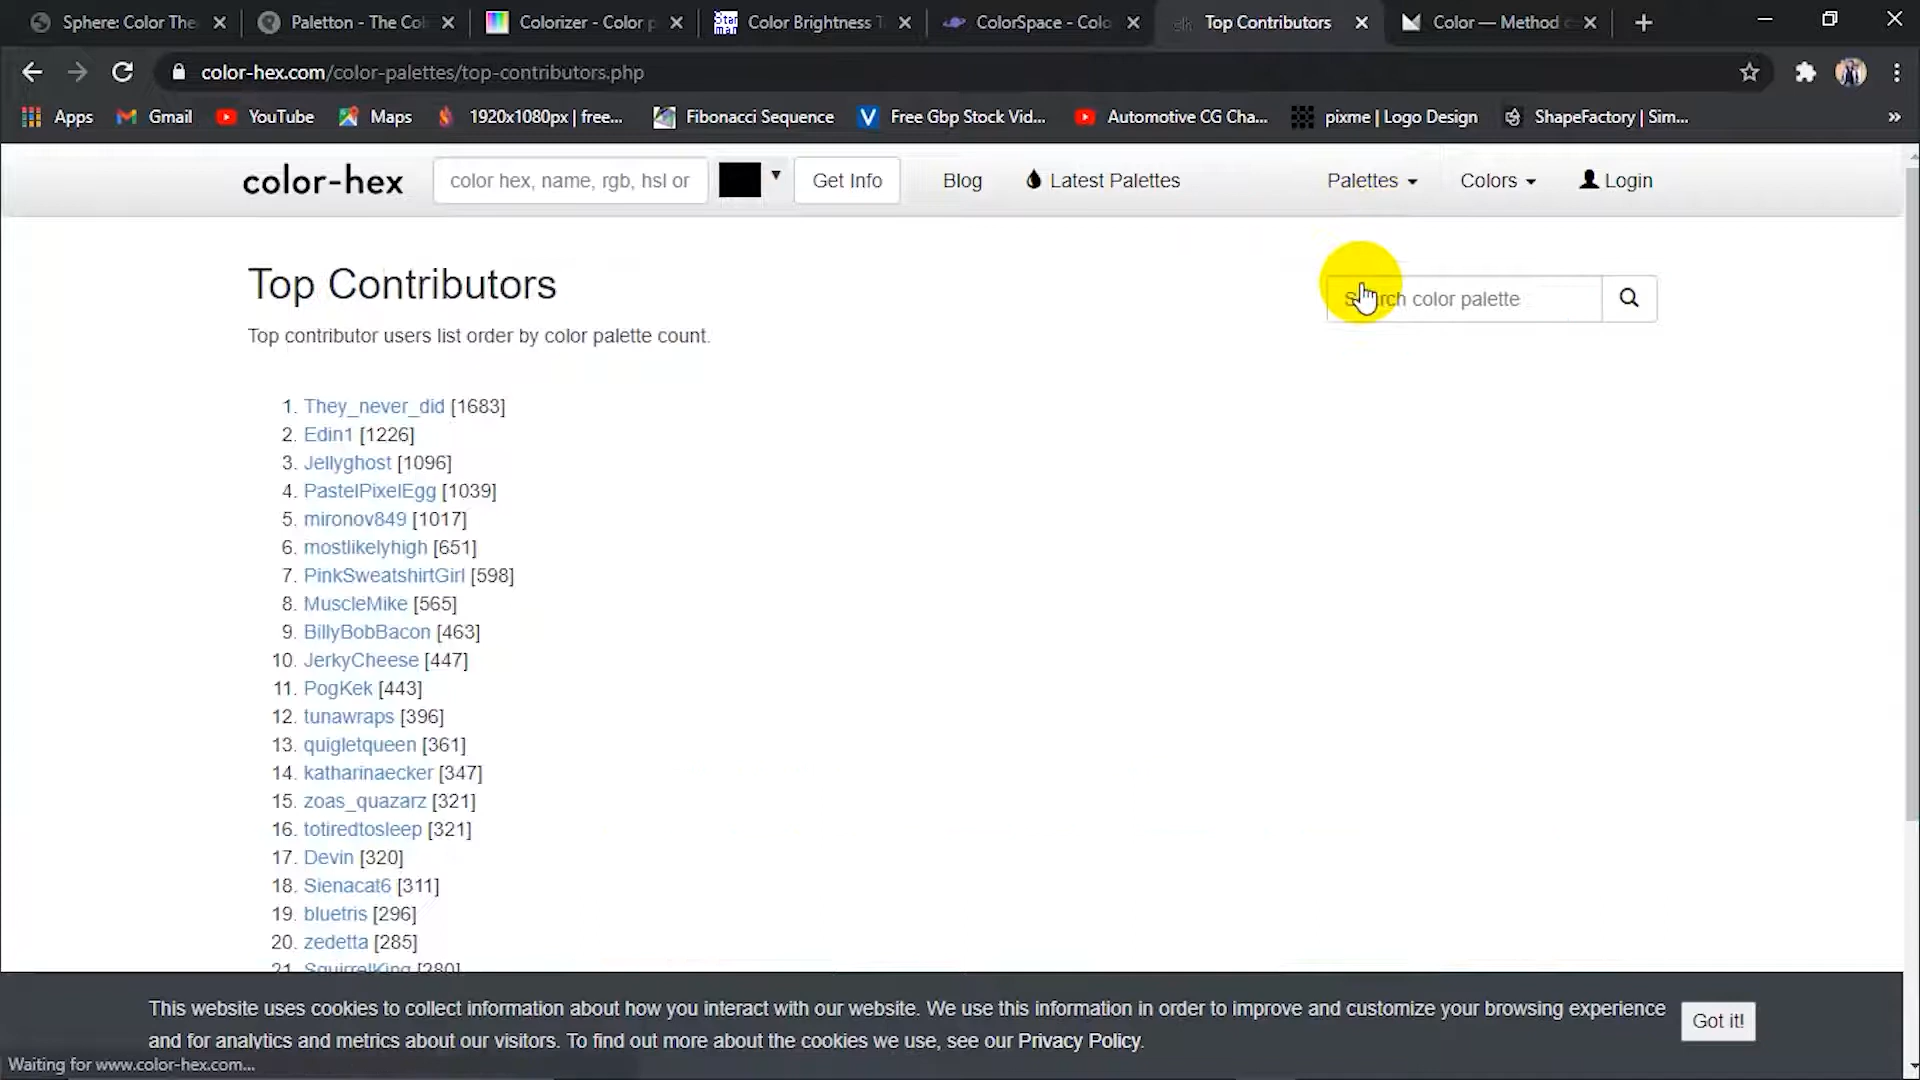 Sphere: Color The
Paletton - The Col
Colorizer - Color p
Color Brightness T
ColorSpace - Colo
Top Contributors
Color — Method
color-hex.com/color-palettes/top-contributors.php
Apps
Gmail
YouTube
Maps
1920x1080px | free...
Fibonacci Sequence
Free Gbp Stock Vid...
Automotive CG Cha...
pixme | Logo Design
ShapeFactory | Sim...
color-hex
color hex, name, rgb, hsl or
Get Info
Blog
Latest Palettes
Palettes
Colors
Login
Top Contributors
Search color palette
Top contributor users list order by color palette count.
1. They_never_did [1683]
2. Edin1 [1226]
3. Jellyghost [1096]
4. PastelPixelEgg [1039]
5. mironov849 [1017]
6. mostlikelyhigh [651]
7. PinkSweatshirtGirl [598]
8. MuscleMike [565]
9. BillyBobBacon [463]
10. JerkyCheese [447]
11. PogKek [443]
12. tunawraps [396]
13. quigletqueen [361]
14. katharinaecker [347]
15. zoas_quazarz [321]
16. totiredtosleep [321]
17. Devin [320]
18. Sienacat6 [311]
19. bluetris [296]
20. zedetta [285]
21. SquirrelKing [280]
This website uses cookies to collect information about how you interact with our website. We use this information in order to improve and customize your browsing experience
and for analytics and metrics about our visitors. To find out more about the cookies we use, see our Privacy Policy.
Got it!
Waiting for www.color-hex.com...